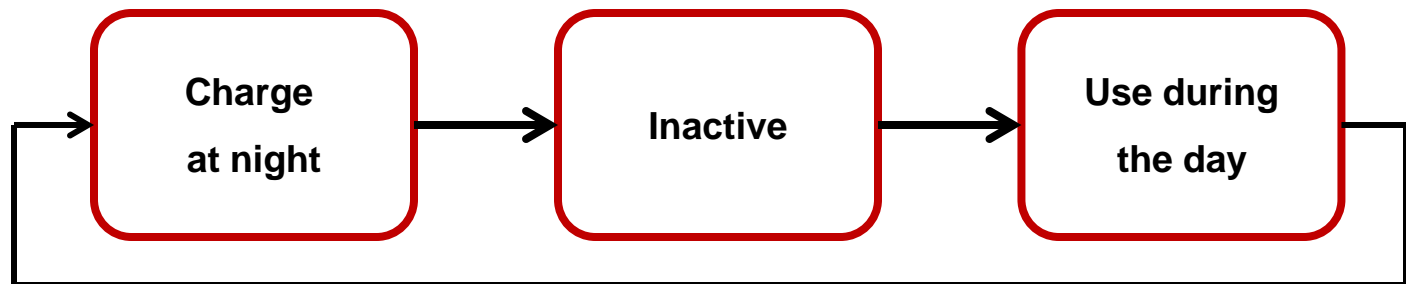 Charge
at night
Inactive
Use during
the day